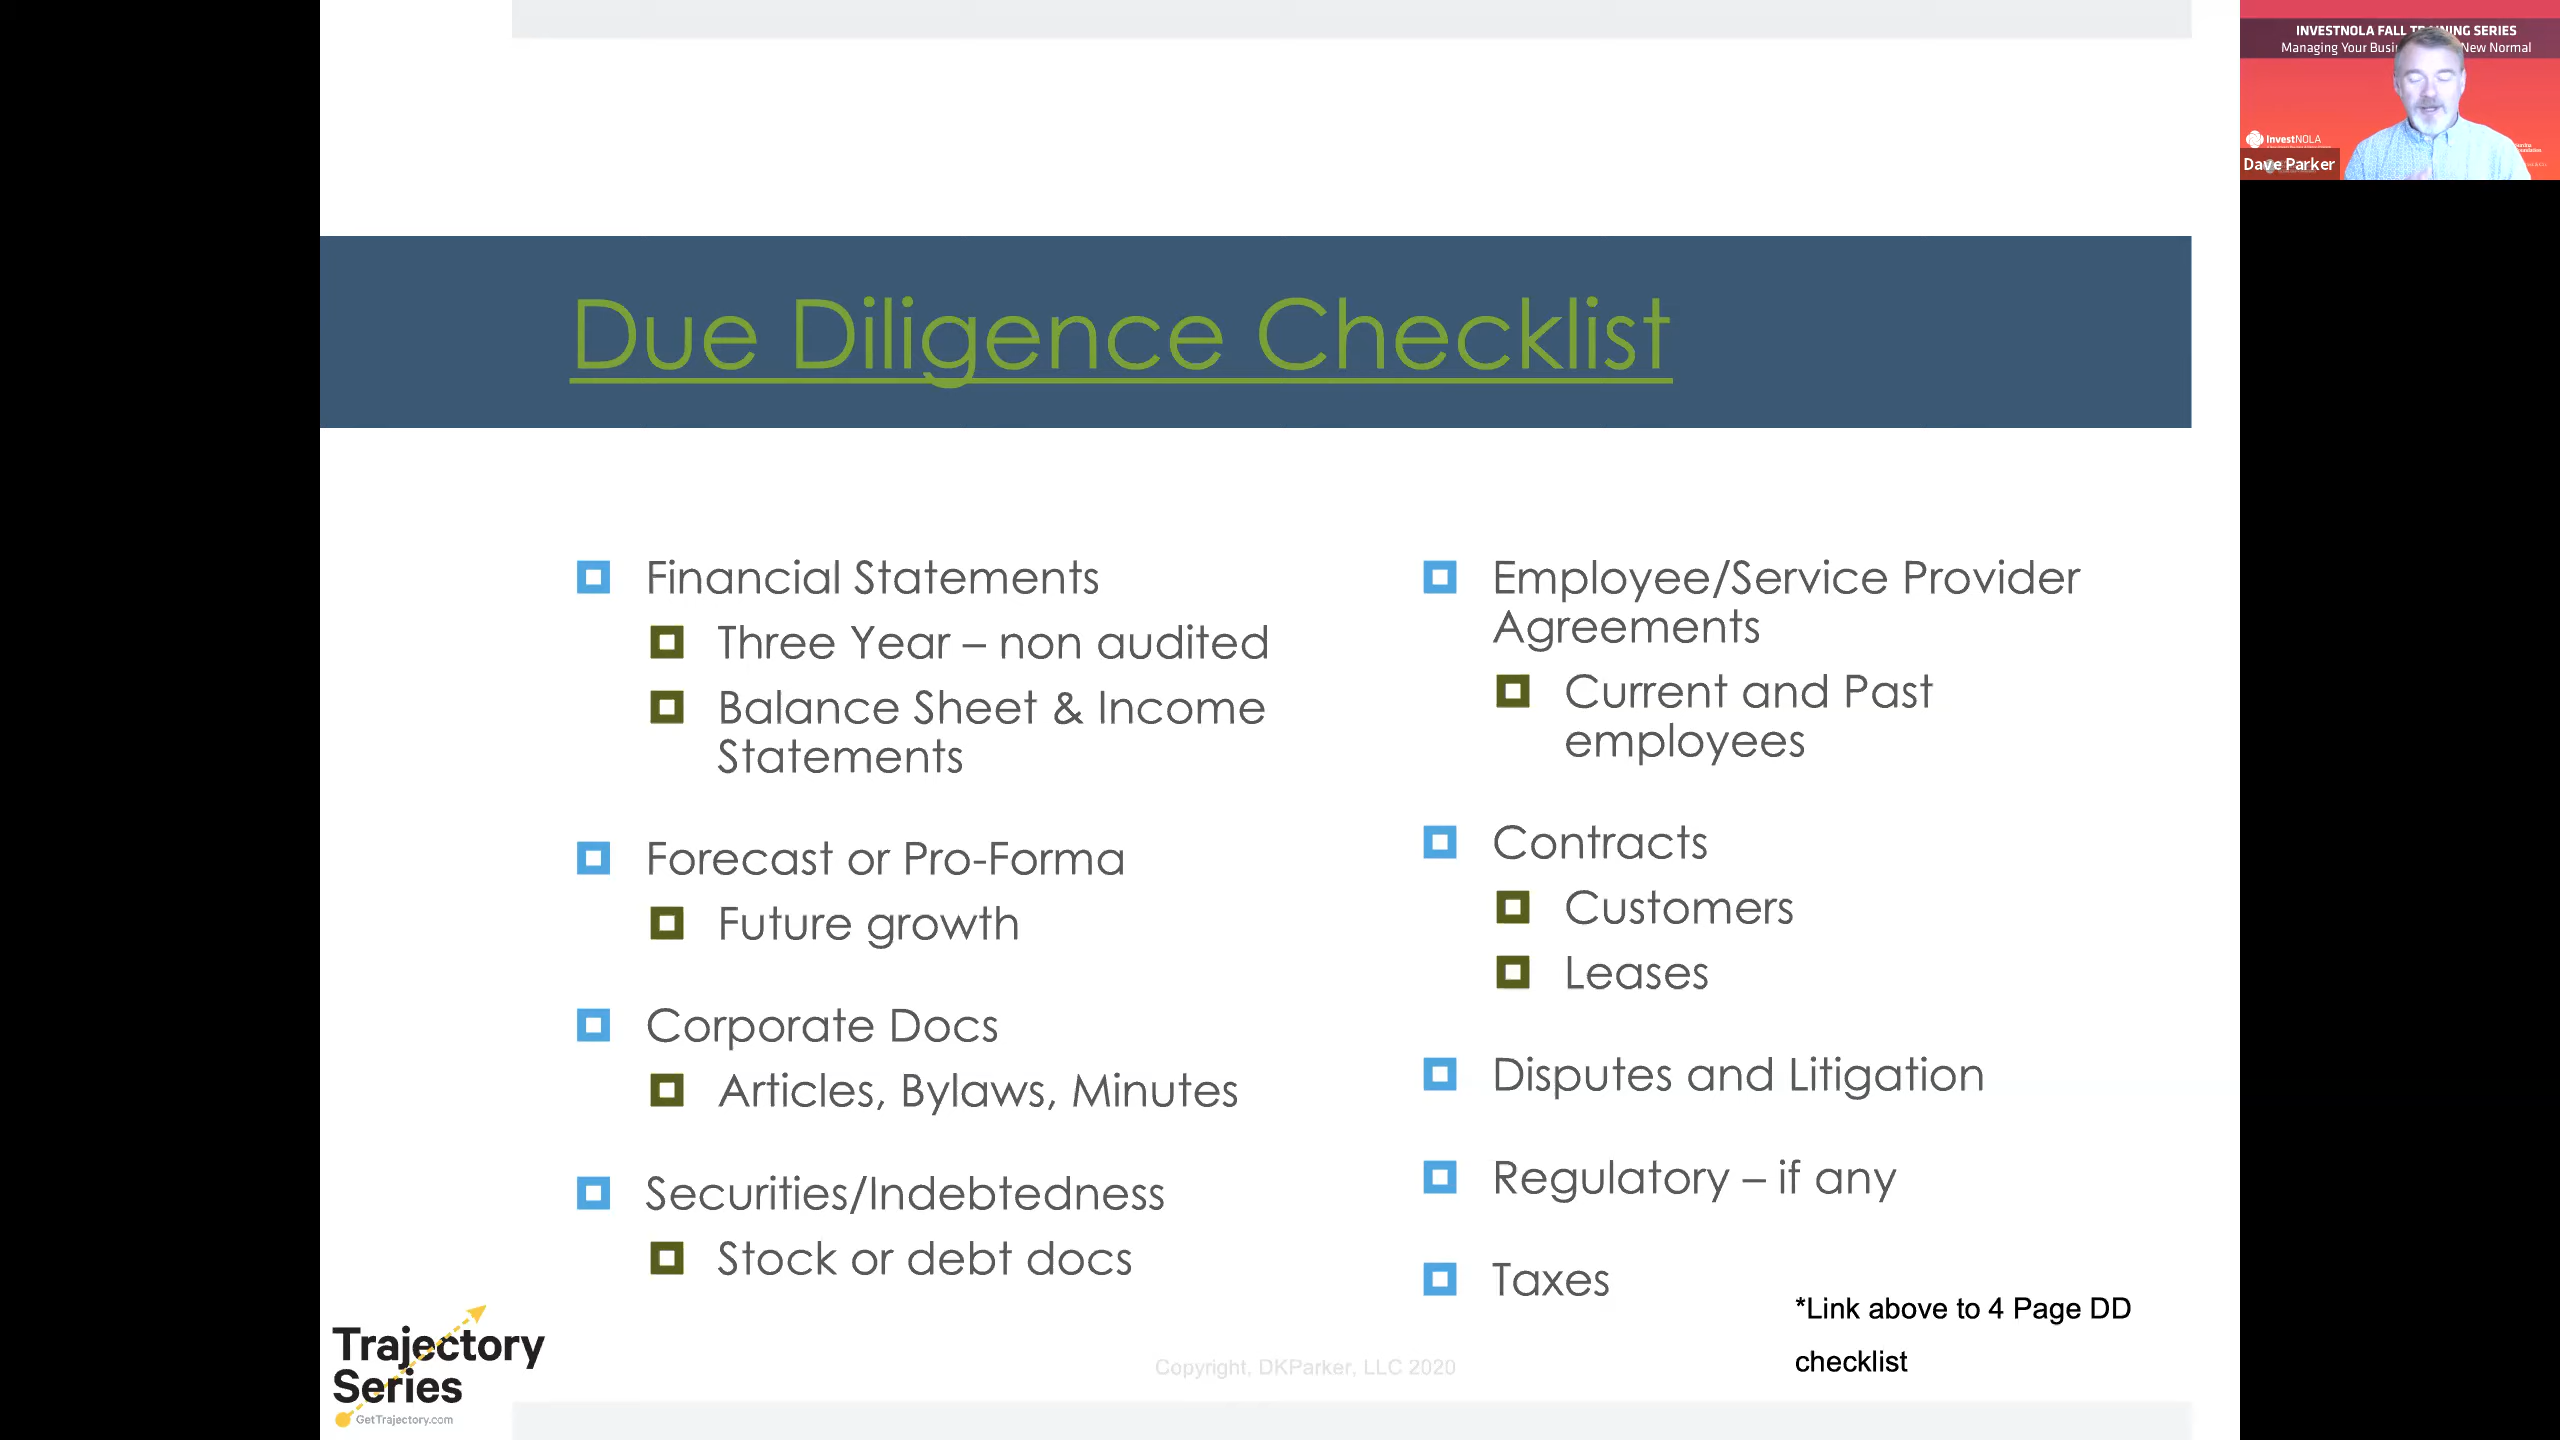 Due Diligence Checklist
Financial Statements
Three Year – non audited
Balance Sheet & Income
Statements
Forecast or Pro-Forma
Future growth
Corporate Docs
Articles, Bylaws, Minutes
Securities/Indebtedness
Stock or debt docs
Employee/Service Provider
Agreements
Current and Past
employees
Contracts
Customers
Leases
Disputes and Litigation
Regulatory – if any
Taxes
*Link above to 4 Page DD
checklist
Copyright, DKParker, LLC 2020
Trajectory
Series
GetTrajectory.com
INVESTNOLA FALL TRAINING SERIES
Managing Your New Normal
InvestNOLA
Dave Parker